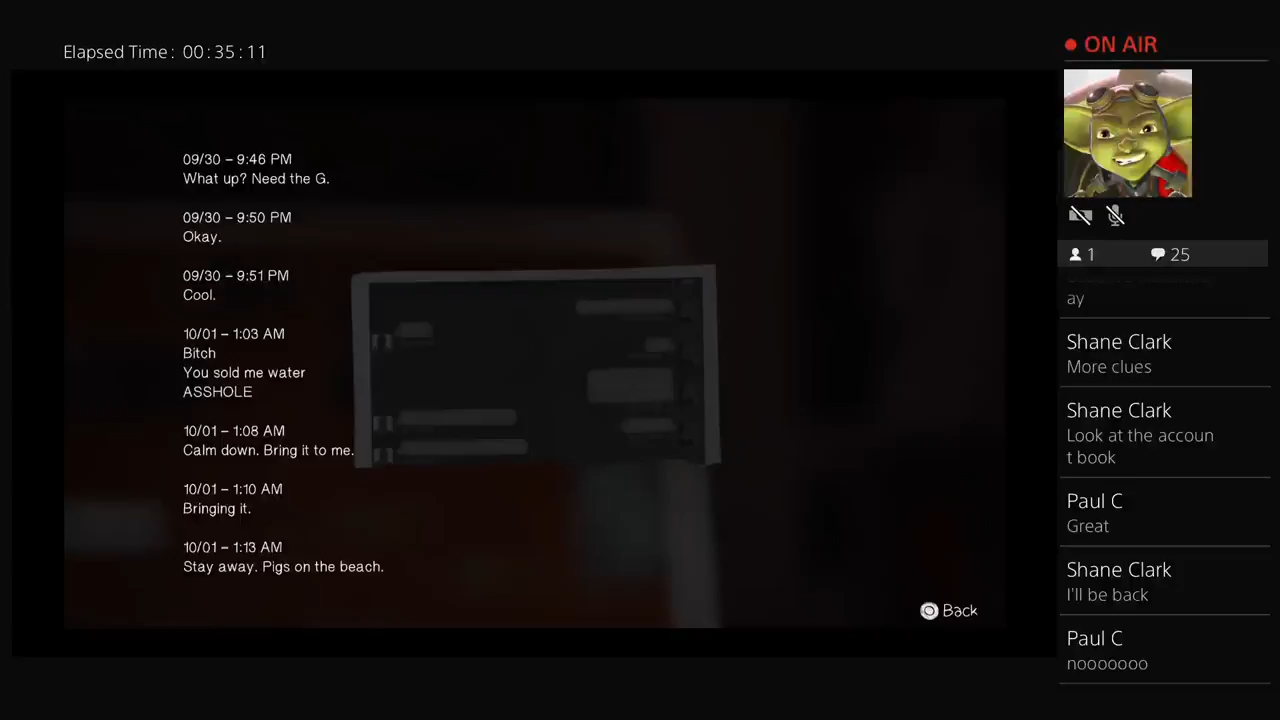 Elapsed Time: 00:35:11
ON AIR
09/30 – 9:46 PM
What up? Need the G.
09/30 – 9:50 PM
Okay.
09/30 – 9:51 PM
Cool.
10/01 – 1:03 AM
Bitch
You sold me water
ASSHOLE
10/01 – 1:08 AM
Calm down. Bring it to me.
10/01 – 1:10 AM
Bringing it.
10/01 – 1:13 AM
Stay away. Pigs on the beach.
Back
1
25
ay
Shane Clark
More clues
Shane Clark
Look at the accoun
t book
Paul C
Great
Shane Clark
I'll be back
Paul C
nooooooo